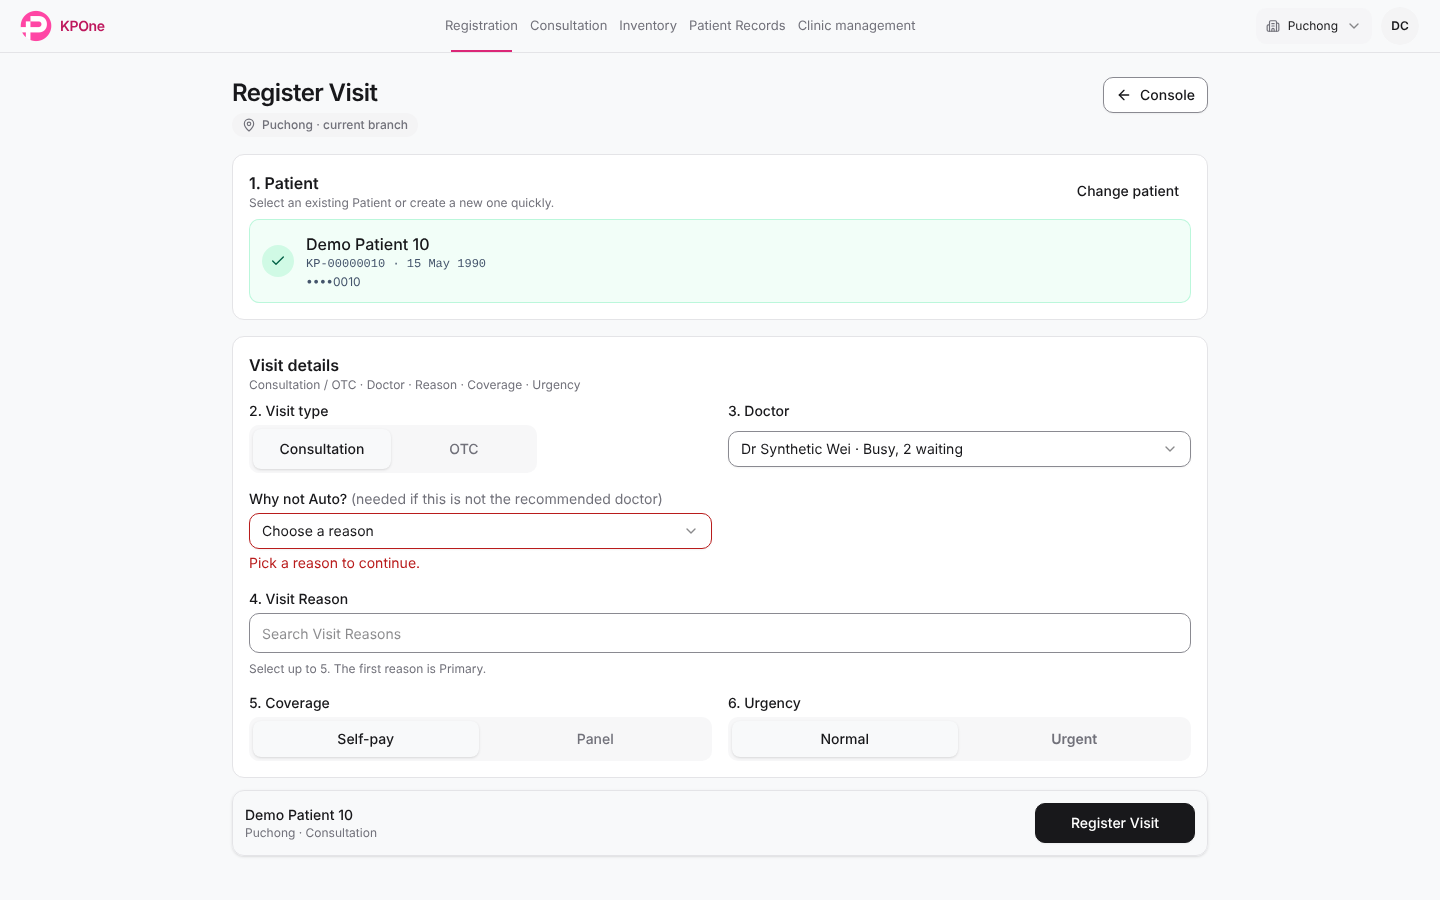 KPOne
Registration
Consultation
Inventory
Patient Records
Clinic management
Puchong
DC
Register Visit
Console
Puchong · current branch
1. Patient
Select an existing Patient or create a new one quickly.
Change patient
Demo Patient 10
KP-00000010 · 15 May 1990
••••0010
Visit details
Consultation / OTC · Doctor · Reason · Coverage · Urgency
2. Visit type
3. Doctor
Consultation
OTC
Dr Synthetic Wei · Busy, 2 waiting
Why not Auto? (needed if this is not the recommended doctor)
Choose a reason
Pick a reason to continue.
4. Visit Reason
Search Visit Reasons
Select up to 5. The first reason is Primary.
5. Coverage
6. Urgency
Self-pay
Panel
Normal
Urgent
Demo Patient 10
Puchong · Consultation
Register Visit